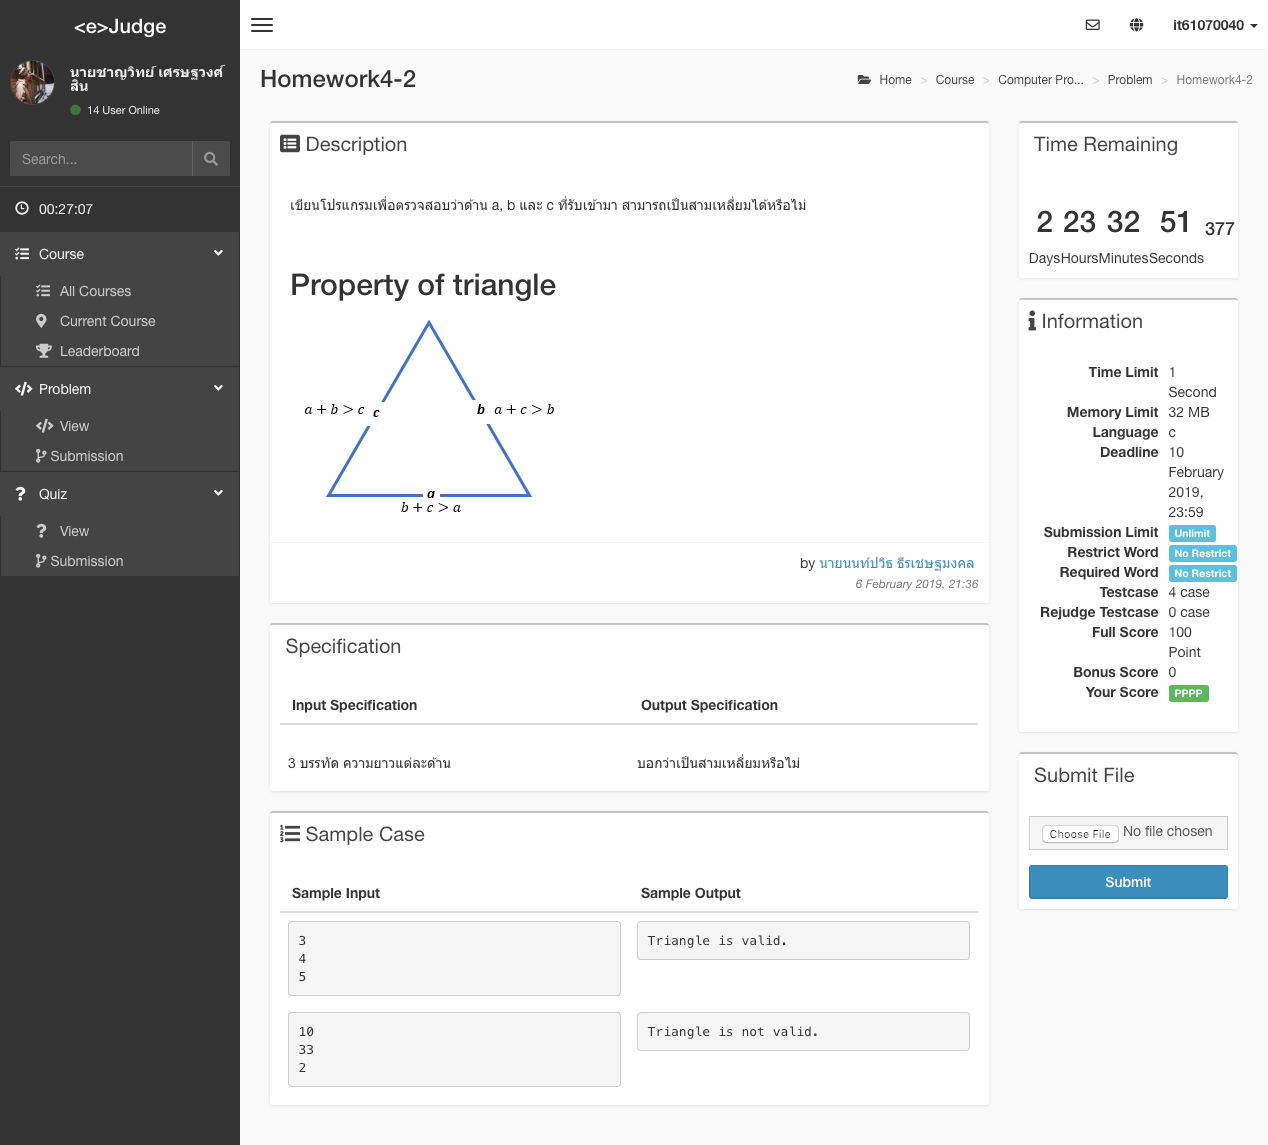 <e>Judge
นายชาญวิทย์ เศรษฐวงศ์
สิน
14 User Online
Search...
00:27:07
Course
All Courses
Current Course
Leaderboard
Problem
View
Submission
Quiz
View
Submission
it61070040
Homework4-2
Home > Course > Computer Pro... > Problem > Homework4-2
Description
เขียนโปรแกรมเพื่อตรวจสอบว่าด้าน a, b และ c ที่รับเข้ามา สามารถเป็นสามเหลี่ยมได้หรือไม่
Property of triangle
a + b > c c
b a + c > b
a
b + c > a
by นายนนท์ปวิธ ธีรเชษฐมงคล
6 February 2019, 21:36
Specification
Input Specification Output Specification
3 บรรทัด ความยาวแต่ละด้าน บอกว่าเป็นสามเหลี่ยมหรือไม่
Sample Case
Sample Input Sample Output
3
4
5
Triangle is valid.
10
33
2
Triangle is not valid.
Time Remaining
2 23 32 51 377
DaysHoursMinutesSeconds
Information
Time Limit 1
Second
Memory Limit 32 MB
Language c
Deadline 10
February
2019,
23:59
Submission Limit Unlimit
Restrict Word No Restrict
Required Word No Restrict
Testcase 4 case
Rejudge Testcase 0 case
Full Score 100
Point
Bonus Score 0
Your Score PPPP
Submit File
Choose File No file chosen
Submit